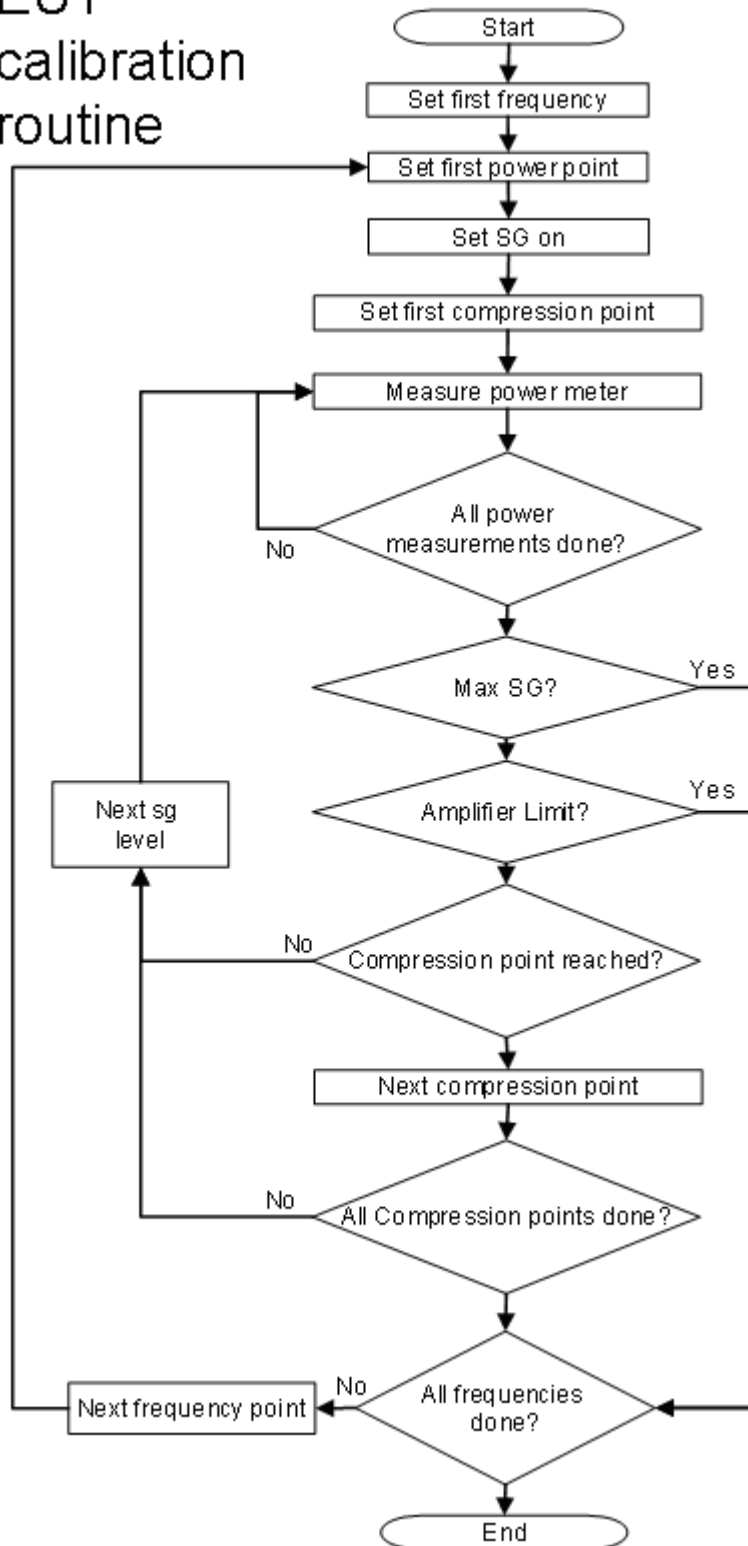 calibration
routine
Start
Set first frequency
Set first power point
Set SG on
Set first compression point
Measure power meter
All power
measurements done?
No
Max SG?
Yes
Amplifier Limit?
Yes
Next sg
level
Compression point reached?
No
Next compression point
All Compression points done?
No
All frequencies
done?
No
Next frequency point
End